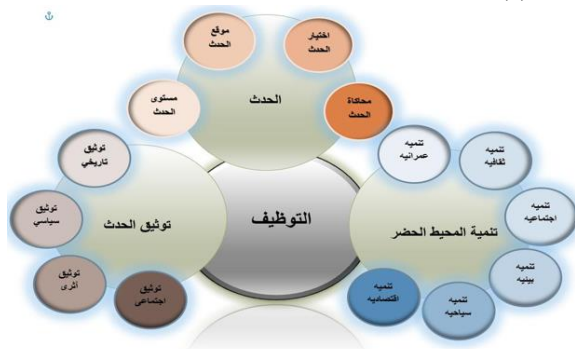 موقع
الحدث
اختيار
الحدث
مستوى
الحدث
الحدث
محاكاة
الحدث
توثيق
تاريخي
توثيق
سياسي
توثيق
أثرى
توثيق
اجتماعى
توثيق الحدث
التوظيف
تنمية المحيط الحضر
تنميه
عمرانيه
تنميه
ثقافيه
تنميه
اجتماعيه
تنميه
بيئيه
تنميه
سياحيه
تنميه
اقتصاديه